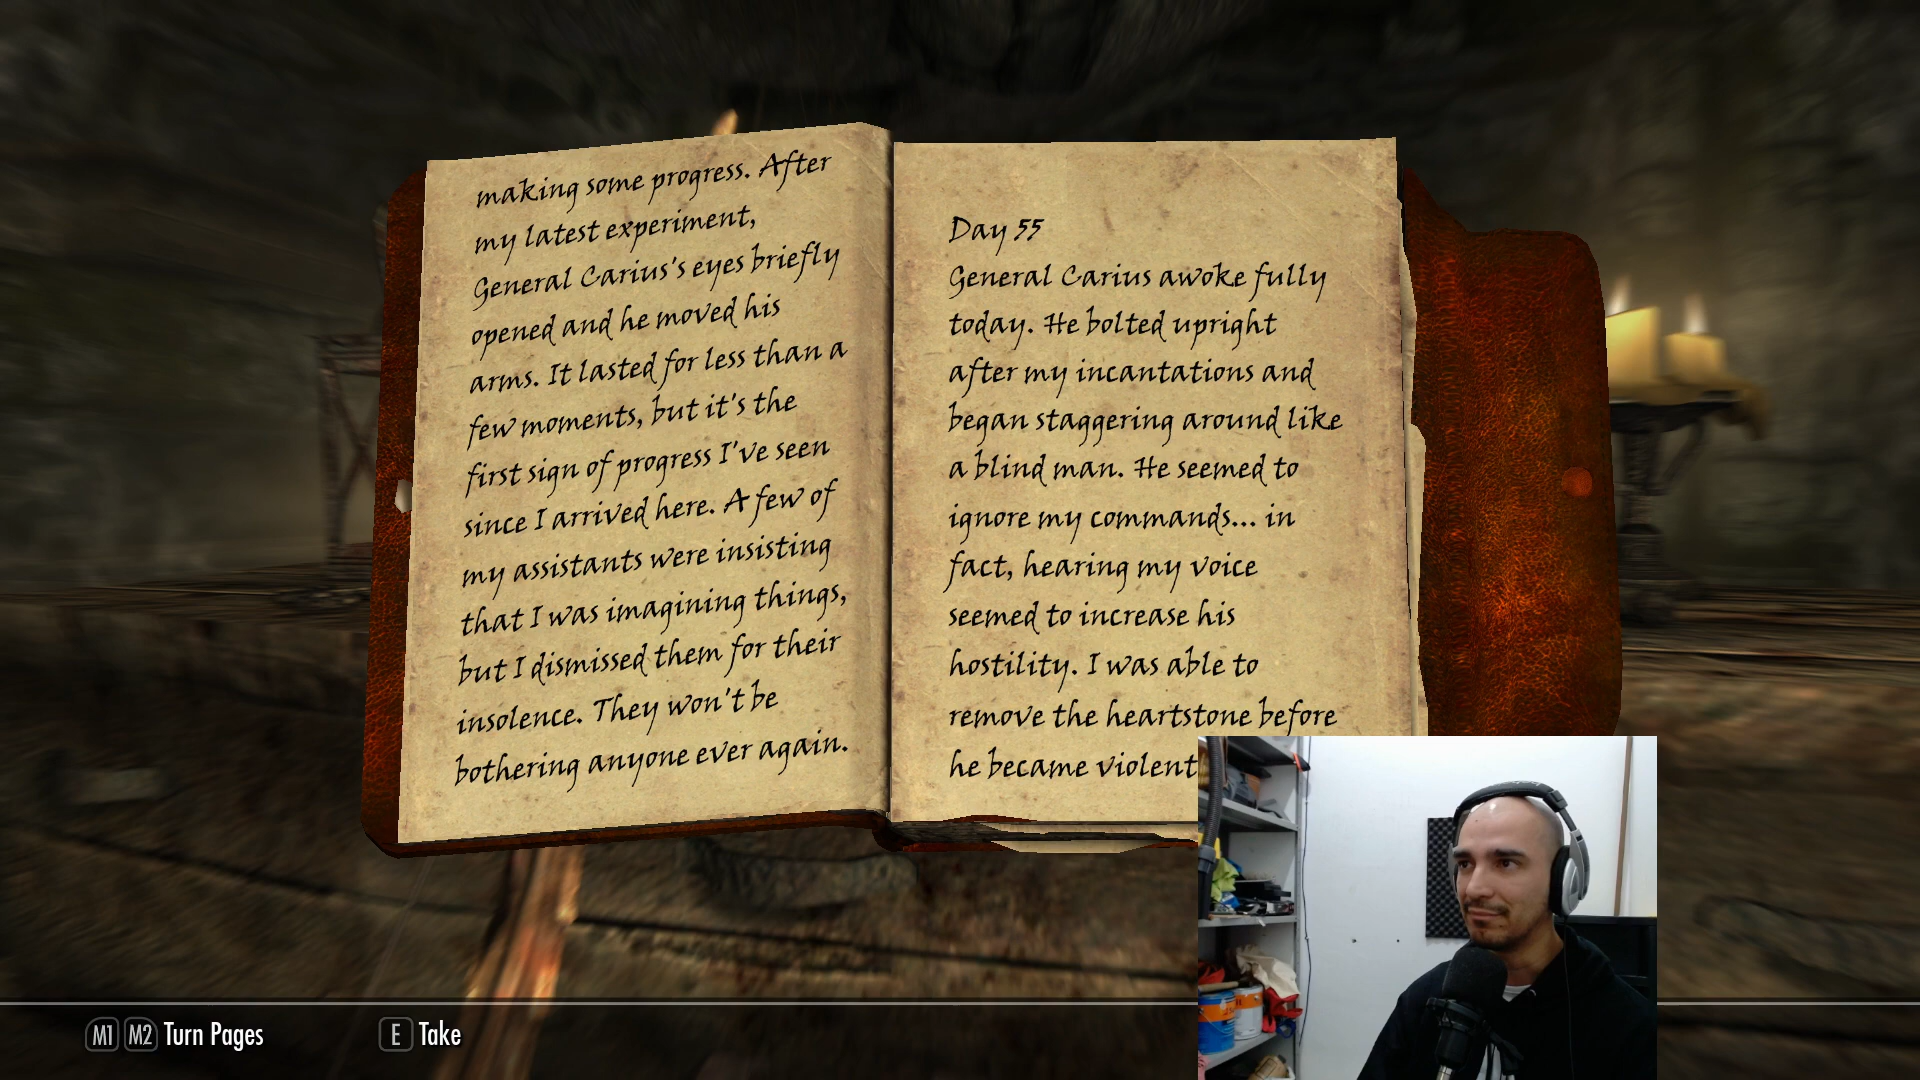 making some progress. After
my latest experiment,
General Carius's eyes briefly
opened and he moved his
arms. It lasted for less than a
few moments, but it's the
first sign of progress I've seen
since I arrived here. A few of
my assistants were insisting
that I was imagining things,
but I dismissed them for their
insolence. They won't be
bothering anyone ever again.
Day 55
General Carius awoke fully
today. He bolted upright
after my incantations and
began staggering around like
a blind man. He seemed to
ignore my commands... in
fact, hearing my voice
seemed to increase his
hostility. I was able to
remove the heartstone before
he became violent
M1 M2 Turn Pages
E Take